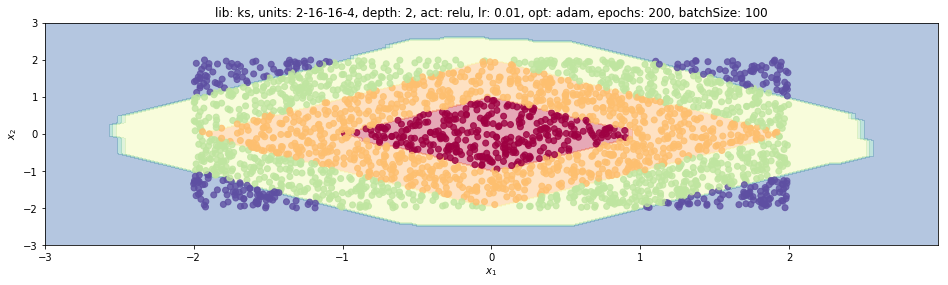 lib: ks, units: 2-16-16-4, depth: 2, act: relu, lr: 0.01, opt: adam, epochs: 200, batchSize: 100
3
2
1
0
−1
−2
−3
x₂
−3 −2 −1 0 1 2
x₁